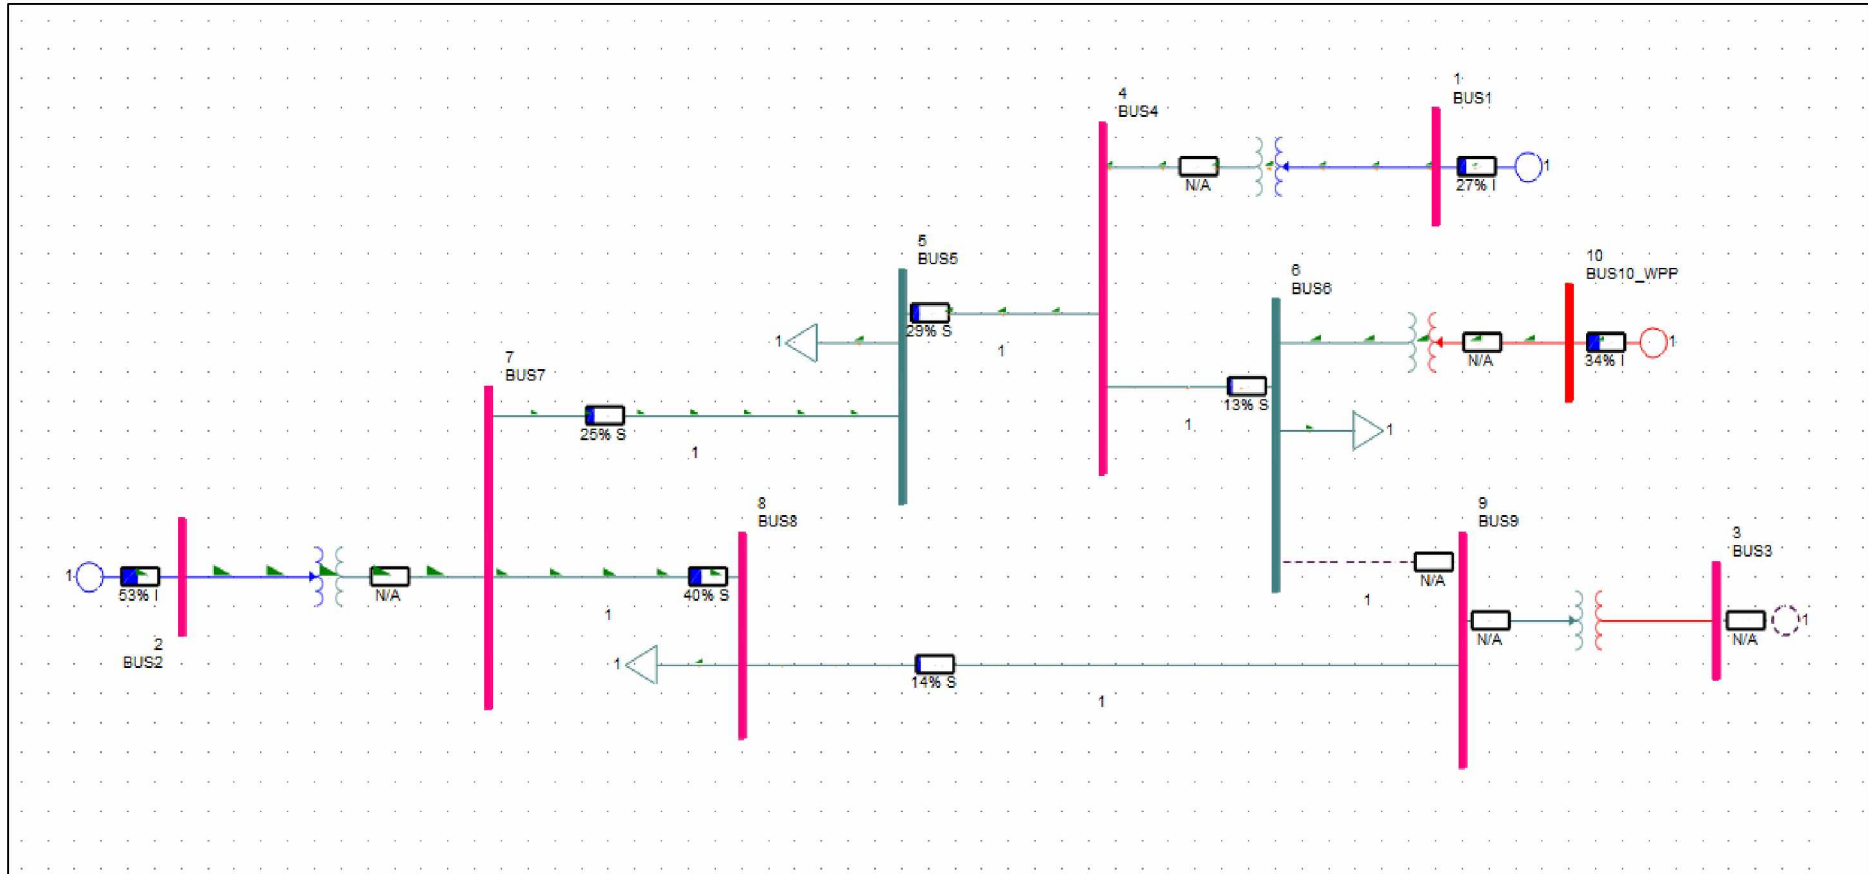 1
BUS1
4
BUS4
N/A
27% I
1
5
BUS5
10
BUS10_WPP
6
BUS6
29% S
1
1
N/A
34% I
1
7
BUS7
13% S
1
1
25% S
1
8
BUS8
9
BUS9
3
BUS3
1
53% I
N/A
40% S
1
N/A
1
N/A
N/A
1
2
BUS2
1
14% S
1